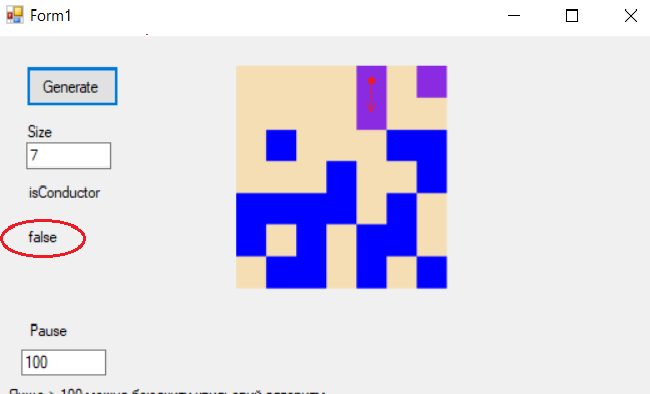 Form1
Generate
Size
7
isConductor
false
Pause
100